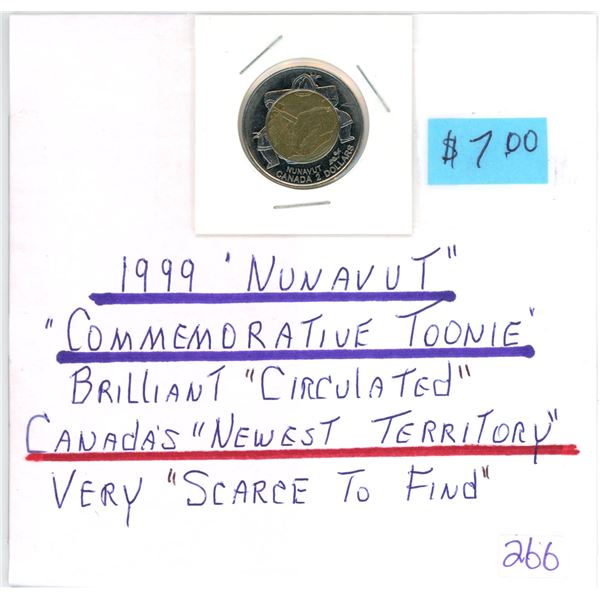 NUNAVUT
CANADA 2 DOLLARS
$7.00
1999 "NUNAVUT"
"COMMEMORATIVE TOONIE"
BRILLIANT "CIRCULATED"
CANADA'S "NEWEST TERRITORY"
VERY "SCARCE TO FIND"
266